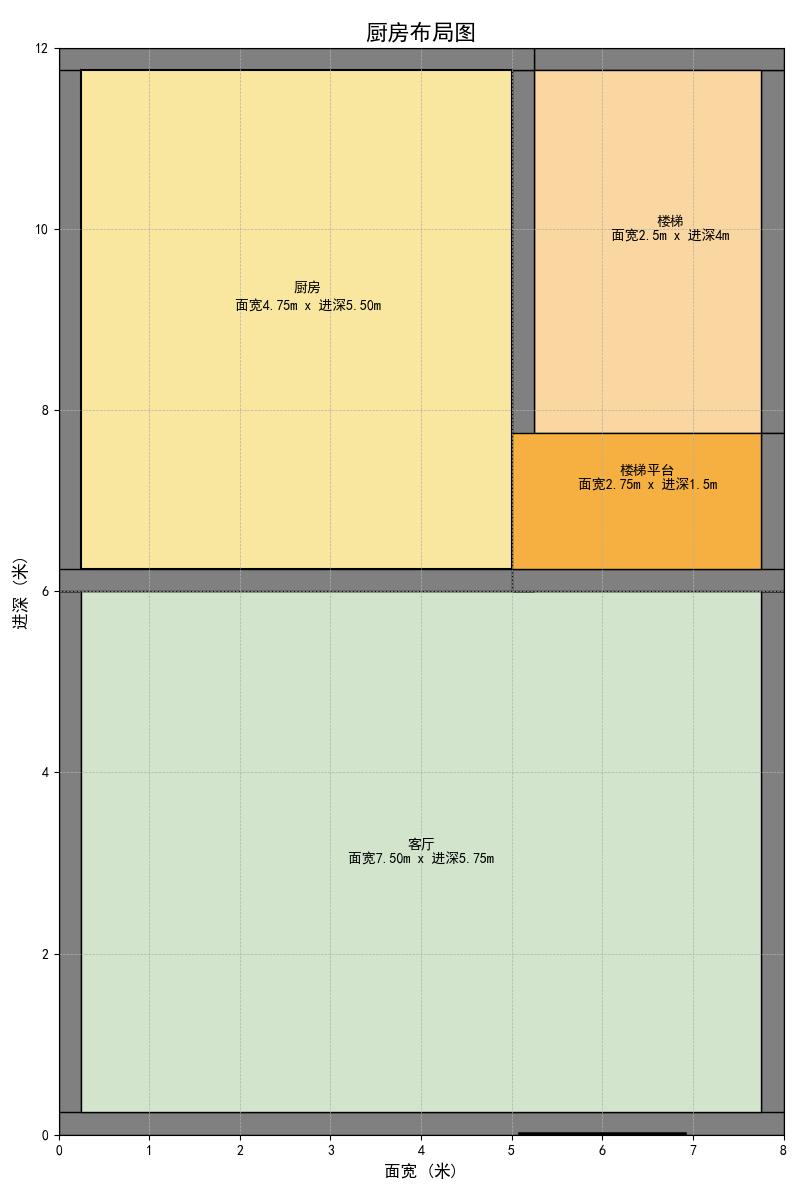 厨房布局图
12
10
8
6
4
2
0
进深 (米)
楼梯
面宽2.5m x 进深4m
厨房
面宽4.75m x 进深5.50m
楼梯平台
面宽2.75m x 进深1.5m
客厅
面宽7.50m x 进深5.75m
0 1 2 3 4 5 6 7 8
面宽 (米)